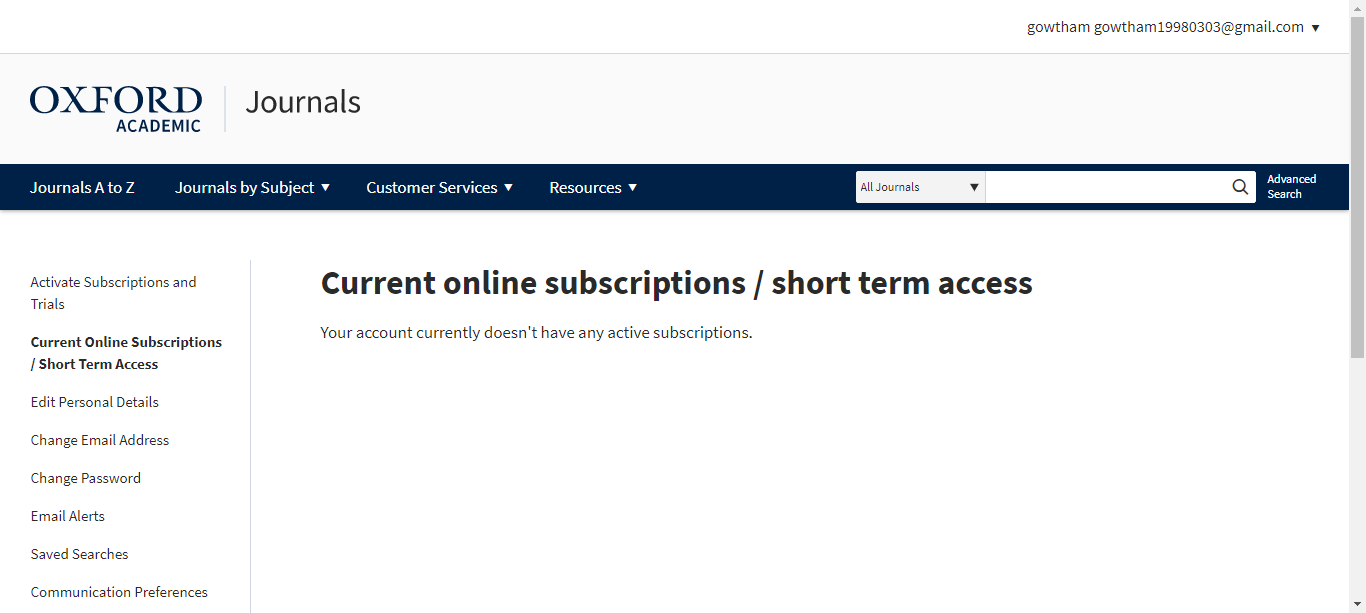 gowtham gowtham19980303@gmail.com ▼
OXFORD
ACADEMIC
Journals
Journals A to Z
Journals by Subject ▼
Customer Services ▼
Resources ▼
All Journals ▼
Advanced
Search
Activate Subscriptions and
Trials
Current Online Subscriptions
/ Short Term Access
Edit Personal Details
Change Email Address
Change Password
Email Alerts
Saved Searches
Communication Preferences
Current online subscriptions / short term access
Your account currently doesn't have any active subscriptions.